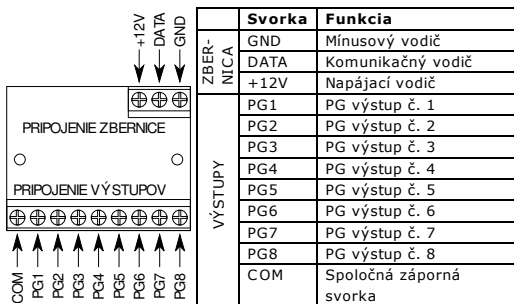 +12V
DATA
GND
PRIPOJENIE ZBERNICE
PRIPOJENIE VÝSTUPOV
COM
PG1
PG2
PG3
PG4
PG5
PG6
PG7
PG8
Svorka Funkcia
ZBER-
NICA
GND Mínusový vodič
DATA Komunikačný vodič
+12V Napájací vodič
VÝSTUPY
PG1 PG výstup č. 1
PG2 PG výstup č. 2
PG3 PG výstup č. 3
PG4 PG výstup č. 4
PG5 PG výstup č. 5
PG6 PG výstup č. 6
PG7 PG výstup č. 7
PG8 PG výstup č. 8
COM Spoločná záporná
svorka